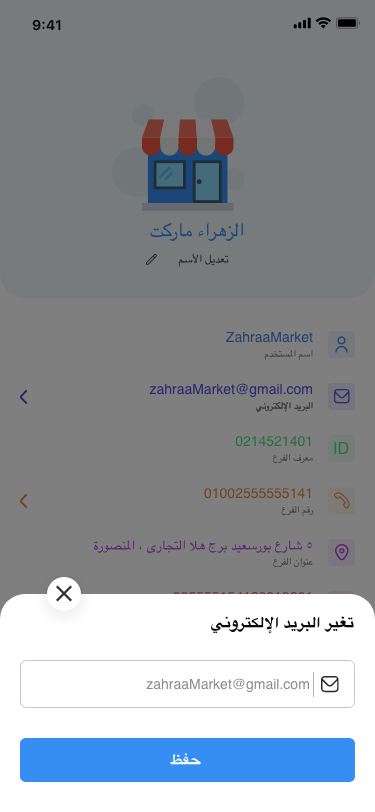 9:41
الزهراء ماركت
تعديل الأسم
ZahraaMarket
اسم المستخدم
zahraaMarket@gmail.com
البريد الإلكتروني
ID
0214521401
معرف الفرع
01002555555141
رقم الفرع
٥ شارع بورسعيد برج هلا التجارى ، المنصورة
عنوان الفرع
تغير البريد الإلكتروني
zahraaMarket@gmail.com
حفظ